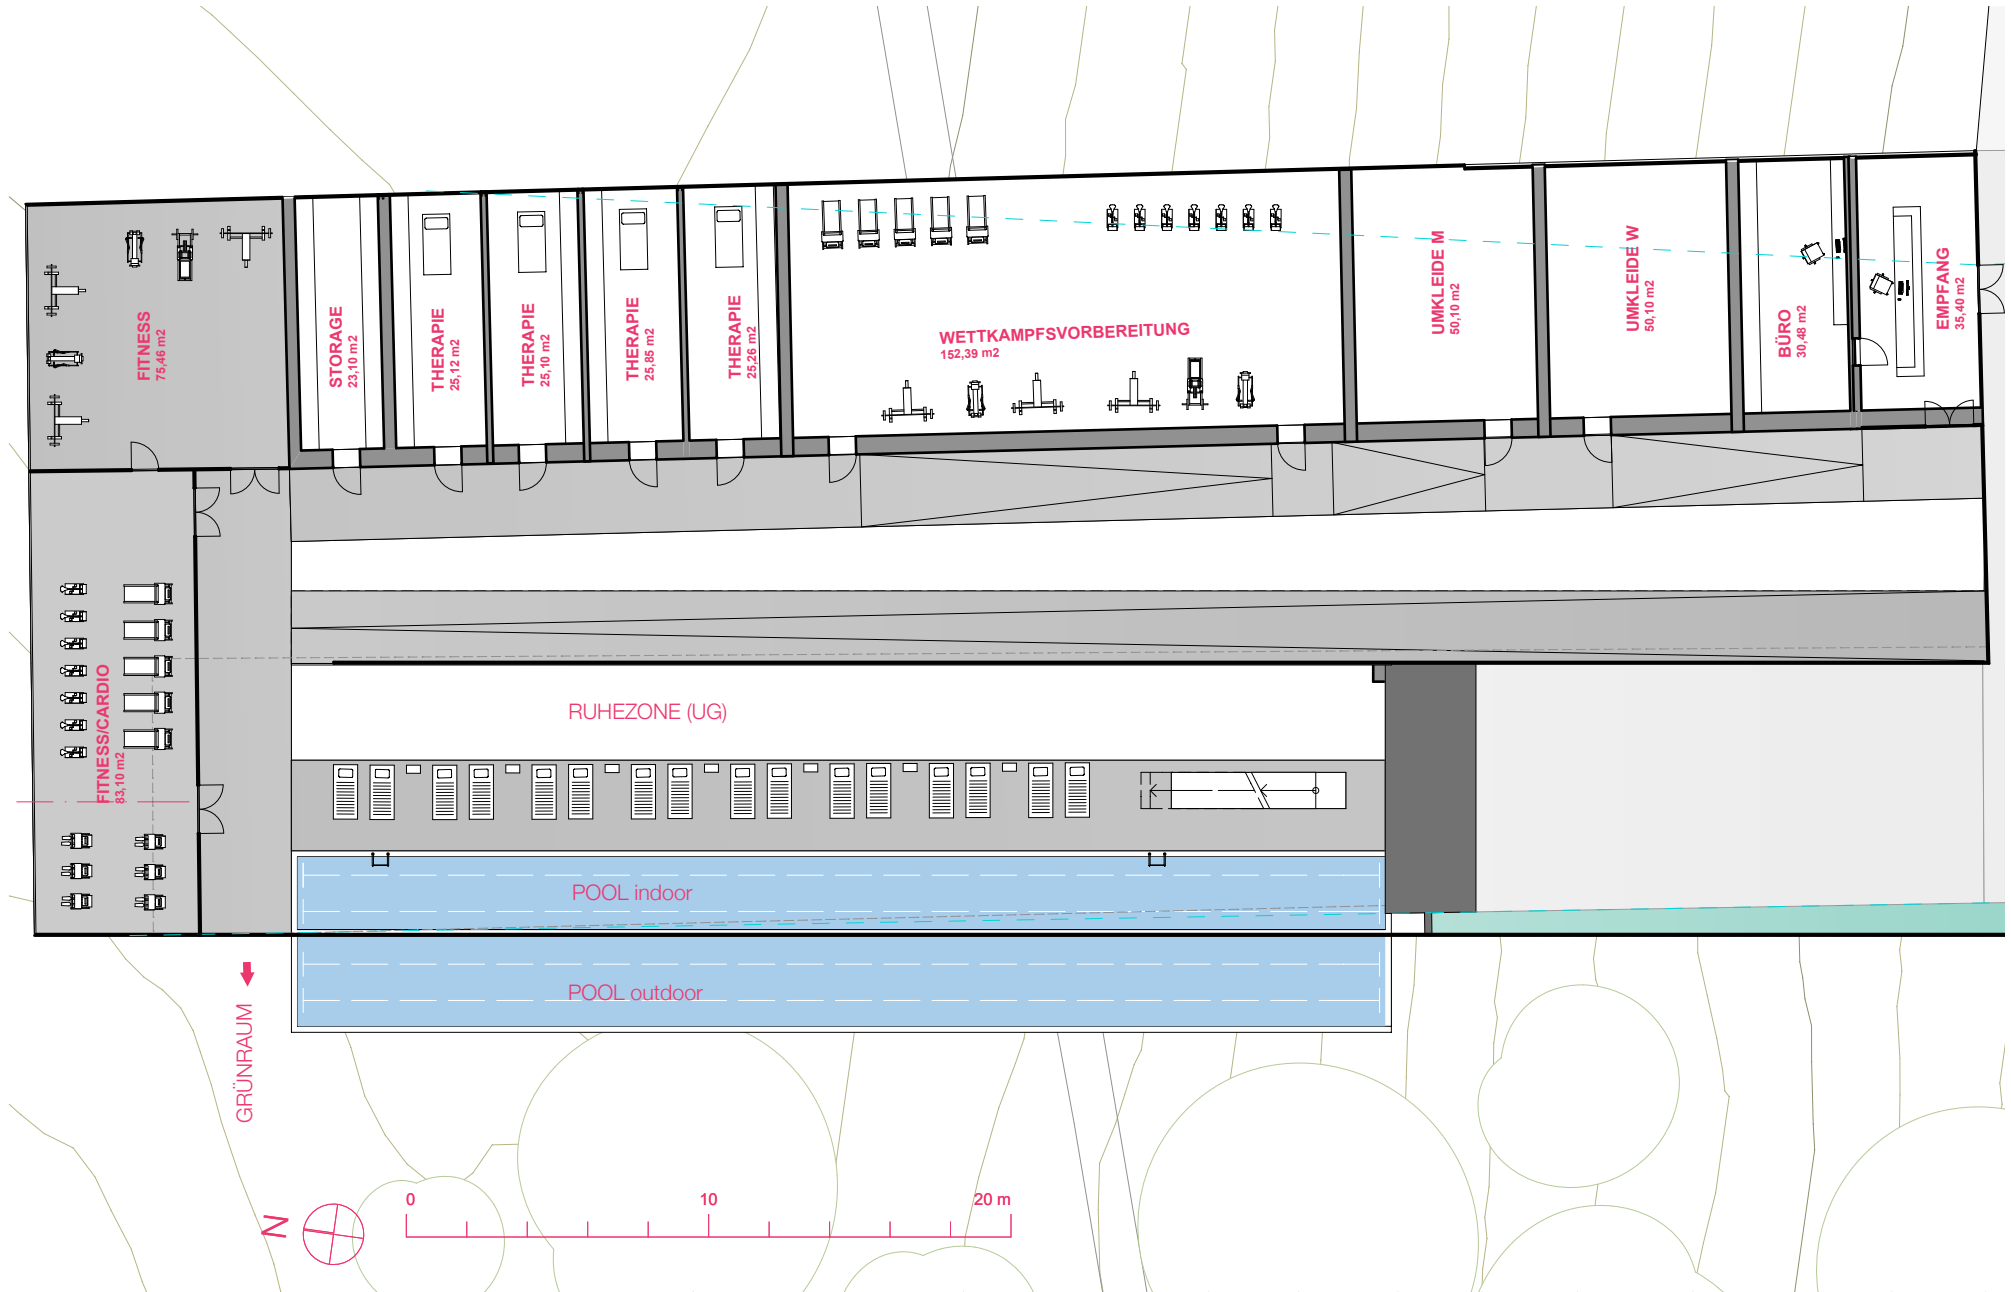 FITNESS
75,46 m2
STORAGE
23,10 m2
THERAPIE
25,12 m2
THERAPIE
25,10 m2
THERAPIE
25,85 m2
THERAPIE
25,26 m2
WETTKAMPFSVORBEREITUNG
152,39 m2
UMKLEIDE M
50,10 m2
UMKLEIDE W
50,10 m2
BÜRO
30,48 m2
EMPFANG
35,40 m2
FITNESS/CARDIO
83,10 m2
RUHEZONE (UG)
POOL indoor
POOL outdoor
GRÜNRAUM
N
0 10 20 m